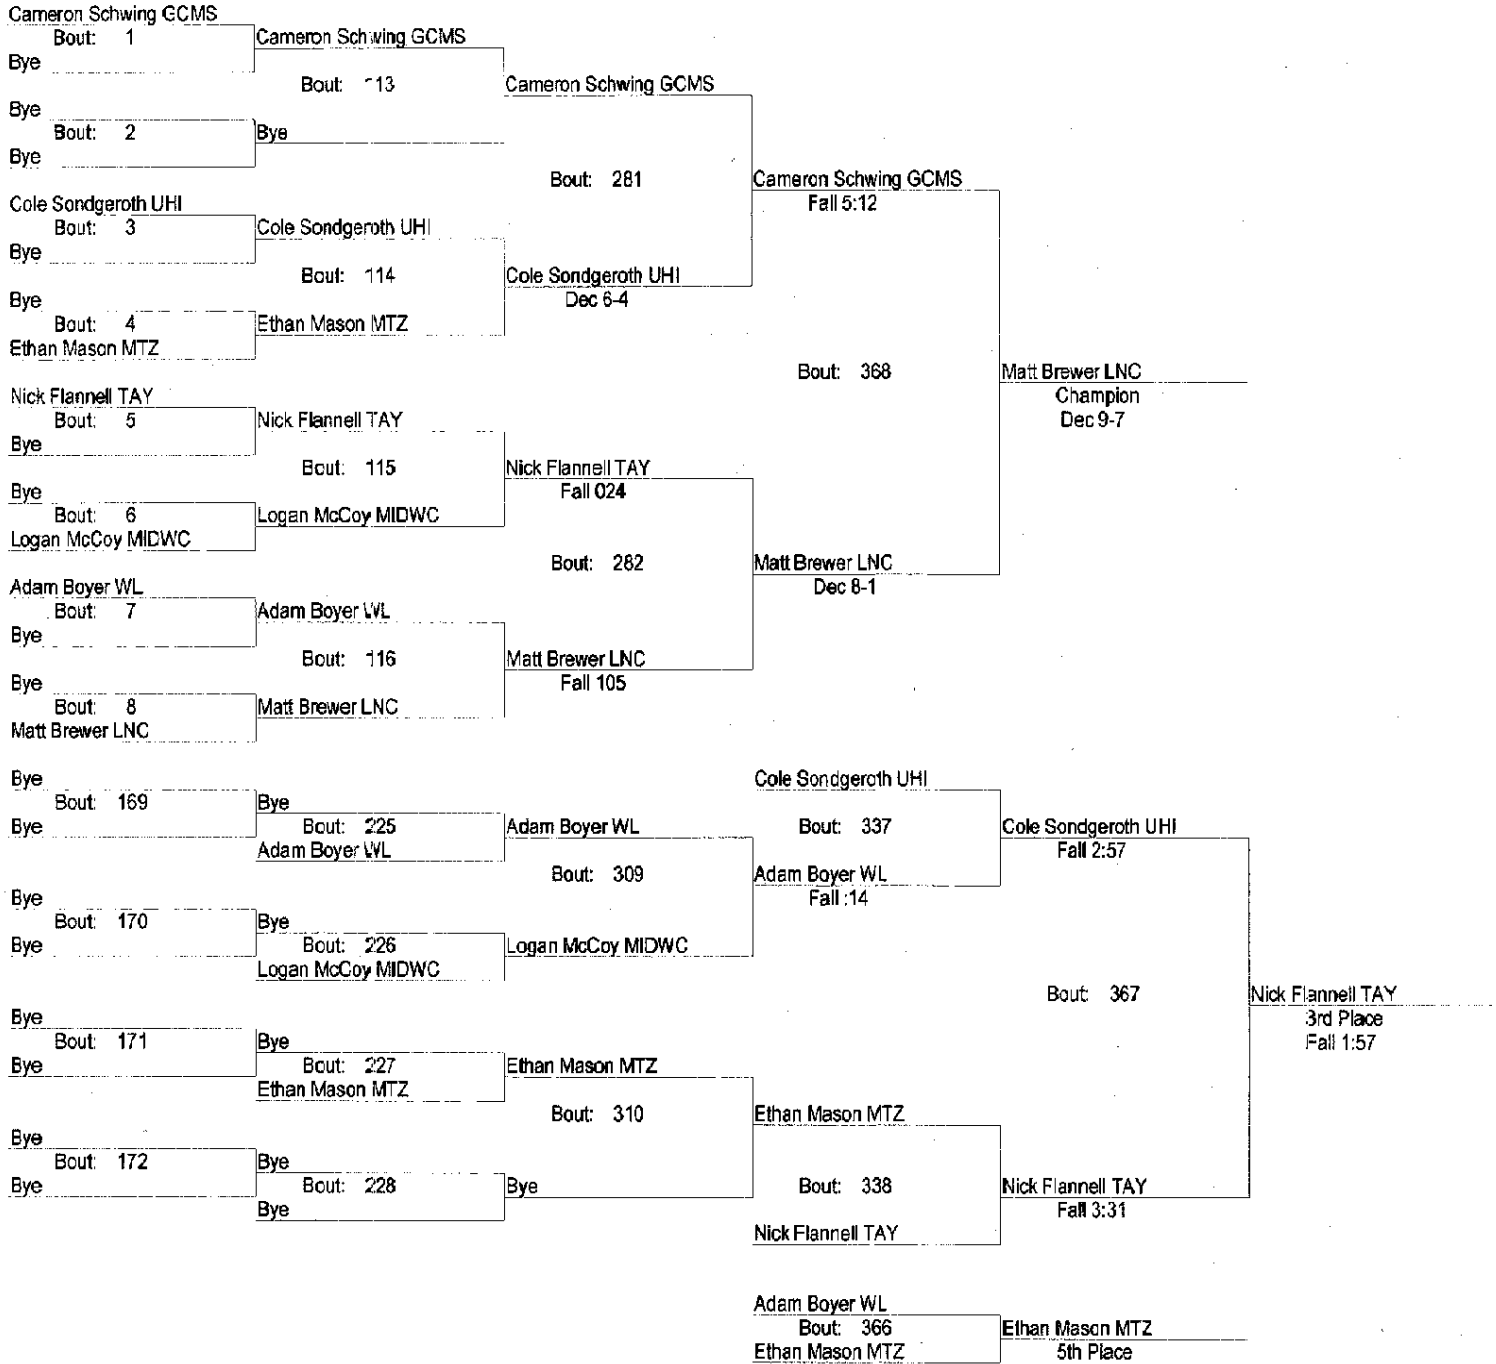 Cameron Schwing GCMS
Bout: 1
Cameron Schwing GCMS
Bye
Bout: 113
Cameron Schwing GCMS
Bye
Bout: 2
Bye
Bye
Bout: 281
Cameron Schwing GCMS
Fall 5:12
Cole Sondgeroth UHI
Bout: 3
Cole Sondgeroth UHI
Bye
Bout: 114
Cole Sondgeroth UHI
Dec 6-4
Bye
Bout: 4
Ethan Mason MTZ
Ethan Mason MTZ
Bout: 368
Matt Brewer LNC
Champion
Dec 9-7
Nick Flannell TAY
Bout: 5
Nick Flannell TAY
Bye
Bout: 115
Nick Flannell TAY
Fall 024
Bye
Bout: 6
Logan McCoy MIDWC
Logan McCoy MIDWC
Bout: 282
Matt Brewer LNC
Dec 8-1
Adam Boyer WL
Bout: 7
Adam Boyer WL
Bye
Bout: 116
Matt Brewer LNC
Fall 105
Bye
Bout: 8
Matt Brewer LNC
Matt Brewer LNC
Bye
Bout: 169
Bye
Bye
Bout: 225
Adam Boyer WL
Adam Boyer WL
Cole Sondgeroth UHI
Bout: 337
Cole Sondgeroth UHI
Fall 2:57
Bout: 309
Adam Boyer WL
Fall :14
Bye
Bout: 170
Bye
Bye
Bout: 226
Logan McCoy MIDWC
Logan McCoy MIDWC
Bout: 367
Nick Flannell TAY
3rd Place
Fall 1:57
Bye
Bout: 171
Bye
Bye
Bout: 227
Ethan Mason MTZ
Ethan Mason MTZ
Bout: 310
Ethan Mason MTZ
Bye
Bout: 172
Bye
Bye
Bout: 228
Bye
Bye
Bout: 338
Nick Flannell TAY
Fall 3:31
Nick Flannell TAY
Adam Boyer WL
Bout: 366
Ethan Mason MTZ
Ethan Mason MTZ
5th Place